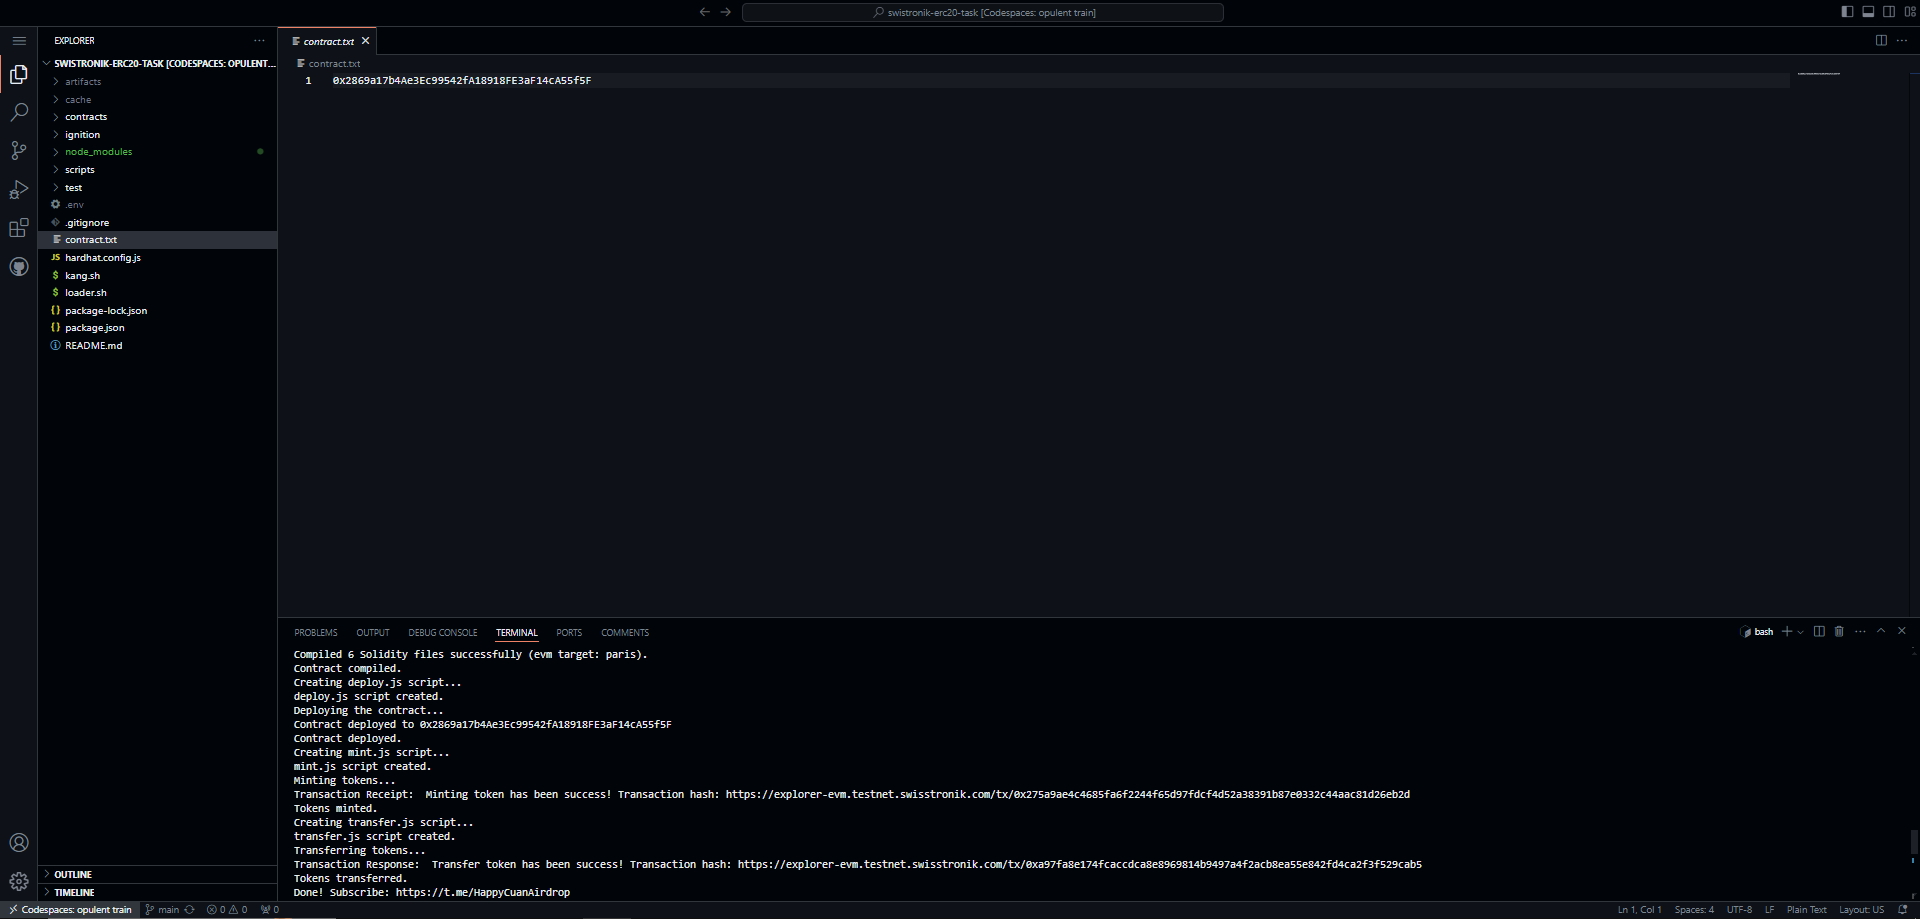 swistronik-erc20-task [Codespaces: opulent train]
EXPLORER
SWISTRONIK-ERC20-TASK [CODESPACES: OPULENT...
artifacts
cache
contracts
ignition
node_modules
scripts
test
.env
.gitignore
contract.txt
JS hardhat.config.js
$ kang.sh
$ loader.sh
{} package-lock.json
{} package.json
README.md
OUTLINE
TIMELINE
contract.txt
contract.txt
1 0x2869a17b4Ae3Ec99542fA18918FE3aF14cA55f5F
PROBLEMS OUTPUT DEBUG CONSOLE TERMINAL PORTS COMMENTS
bash
Compiled 6 Solidity files successfully (evm target: paris).
Contract compiled.
Creating deploy.js script...
deploy.js script created.
Deploying the contract...
Contract deployed to 0x2869a17b4Ae3Ec99542fA18918FE3aF14cA55f5F
Contract deployed.
Creating mint.js script...
mint.js script created.
Minting tokens...
Transaction Receipt:  Minting token has been success! Transaction hash: https://explorer-evm.testnet.swisstronik.com/tx/0x275a9ae4c4685fa6f2244f65d97fdcf4d52a38391b87e0332c44aac81d26eb2d
Tokens minted.
Creating transfer.js script...
transfer.js script created.
Transferring tokens...
Transaction Response:  Transfer token has been success! Transaction hash: https://explorer-evm.testnet.swisstronik.com/tx/0xa97fa8e174fcaccdca8e8969814b9497a4f2acb8ea55e842fd4ca2f3f529cab5
Tokens transferred.
Done! Subscribe: https://t.me/HappyCuanAirdrop
Codespaces: opulent train main 0 0 0 Ln 1, Col 1 Spaces: 4 UTF-8 LF Plain Text Layout: US